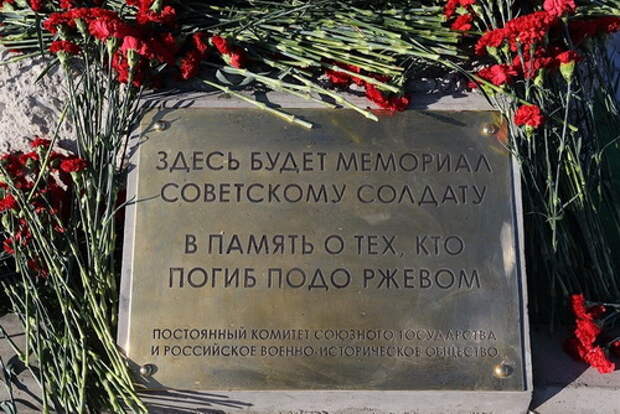 ЗДЕСЬ БУДЕТ МЕМОРИАЛ
СОВЕТСКОМУ СОЛДАТУ
В ПАМЯТЬ О ТЕХ, КТО
ПОГИБ ПОДО РЖЕВОМ
ПОСТОЯННЫЙ КОМИТЕТ СОЮЗНОГО ГОСУДАРСТВА
И РОССИЙСКОЕ ВОЕННО-ИСТОРИЧЕСКОЕ ОБЩЕСТВО